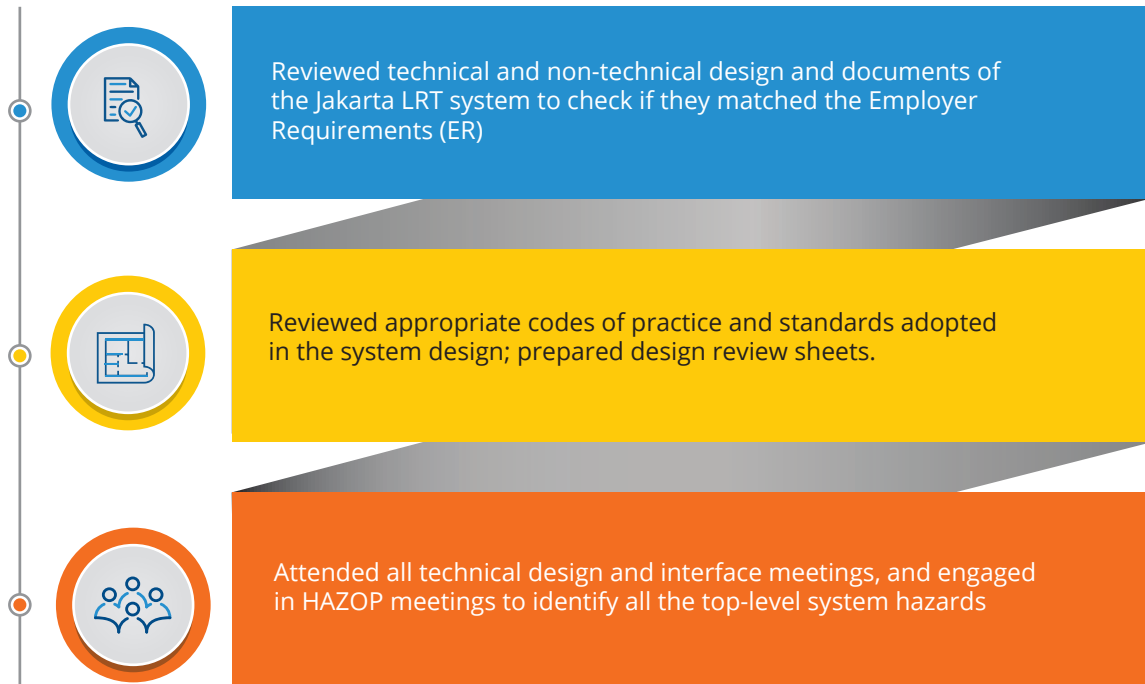 Reviewed technical and non-technical design and documents of
the Jakarta LRT system to check if they matched the Employer
Requirements (ER)
Reviewed appropriate codes of practice and standards adopted
in the system design; prepared design review sheets.
Attended all technical design and interface meetings, and engaged
in HAZOP meetings to identify all the top-level system hazards